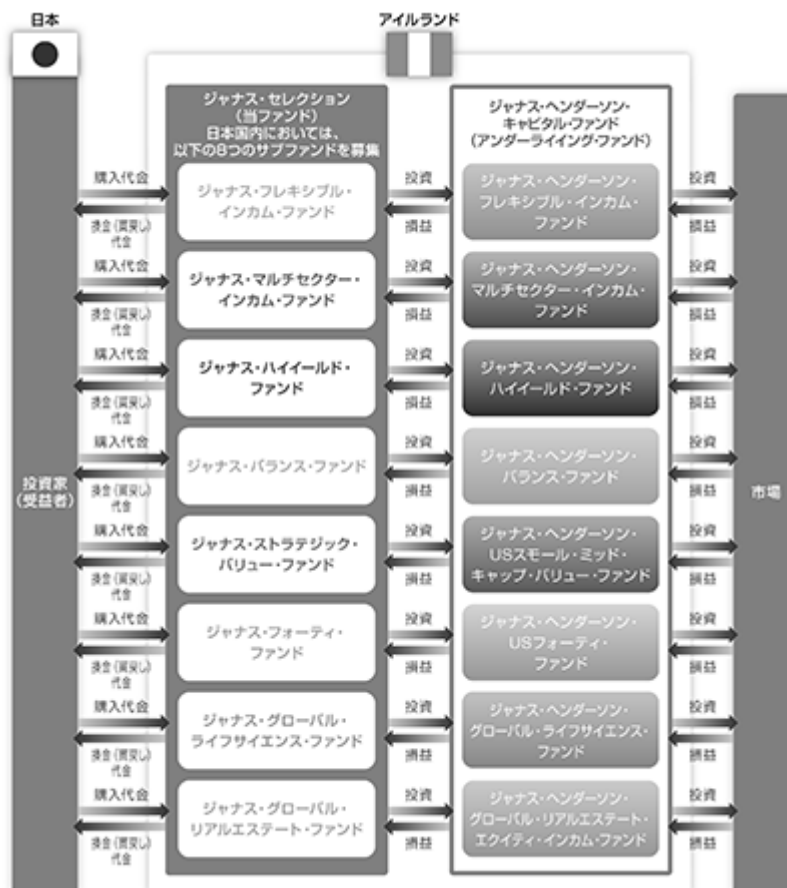 日本
アイルランド
ジャナス・セレクション
(当ファンド)
日本国内においては、
以下の8つのサブファンドを募集
ジャナス・ヘンダーソン・
キャピタル・ファンド
(アンダーライイング・ファンド)
投資家
(受益者)
市場
購入代金
換金(買戻し)
代金
ジャナス・フレキシブル・
インカム・ファンド
投資
損益
ジャナス・ヘンダーソン・
フレキシブル・インカム・
ファンド
投資
損益
購入代金
換金(買戻し)
代金
ジャナス・マルチセクター・
インカム・ファンド
投資
損益
ジャナス・ヘンダーソン・
マルチセクター・インカム・
ファンド
投資
損益
購入代金
換金(買戻し)
代金
ジャナス・ハイイールド・
ファンド
投資
損益
ジャナス・ヘンダーソン・
ハイイールド・ファンド
投資
損益
購入代金
換金(買戻し)
代金
ジャナス・バランス・ファンド
投資
損益
ジャナス・ヘンダーソン・
バランス・ファンド
投資
損益
購入代金
換金(買戻し)
代金
ジャナス・ストラテジック・
バリュー・ファンド
投資
損益
ジャナス・ヘンダーソン・
USスモール・ミッド・
キャップ・バリュー・ファンド
投資
損益
購入代金
換金(買戻し)
代金
ジャナス・フォーティ・
ファンド
投資
損益
ジャナス・ヘンダーソン・
USフォーティ・
ファンド
投資
損益
購入代金
換金(買戻し)
代金
ジャナス・グローバル・
ライフサイエンス・ファンド
投資
損益
ジャナス・ヘンダーソン・
グローバル・ライフサイエンス・
ファンド
投資
損益
購入代金
換金(買戻し)
代金
ジャナス・グローバル・
リアルエステート・ファンド
投資
損益
ジャナス・ヘンダーソン・
グローバル・リアルエステート・
エクイティ・インカム・ファンド
投資
損益